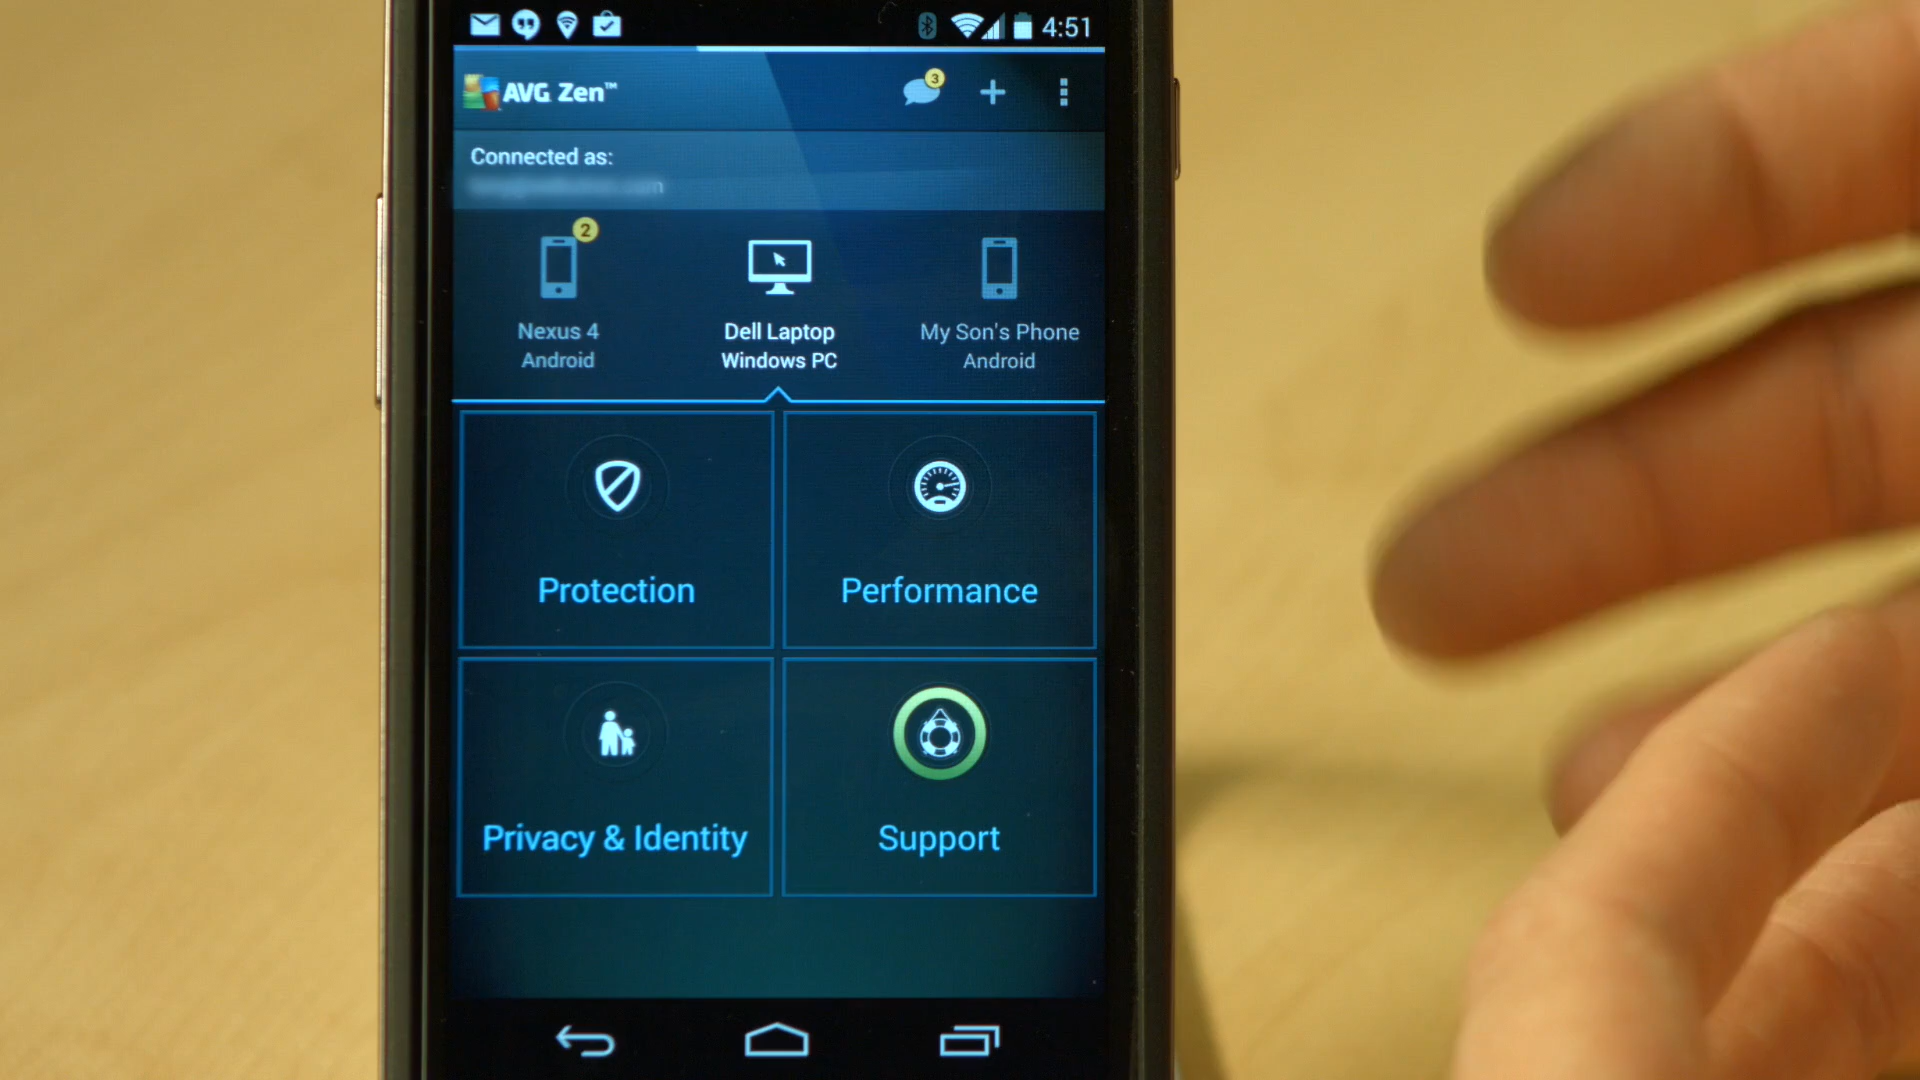 4:51
AVG Zen™
3
Connected as:
2
Nexus 4
Android
Dell Laptop
Windows PC
My Son's Phone
Android
Protection
Performance
Privacy & Identity
Support